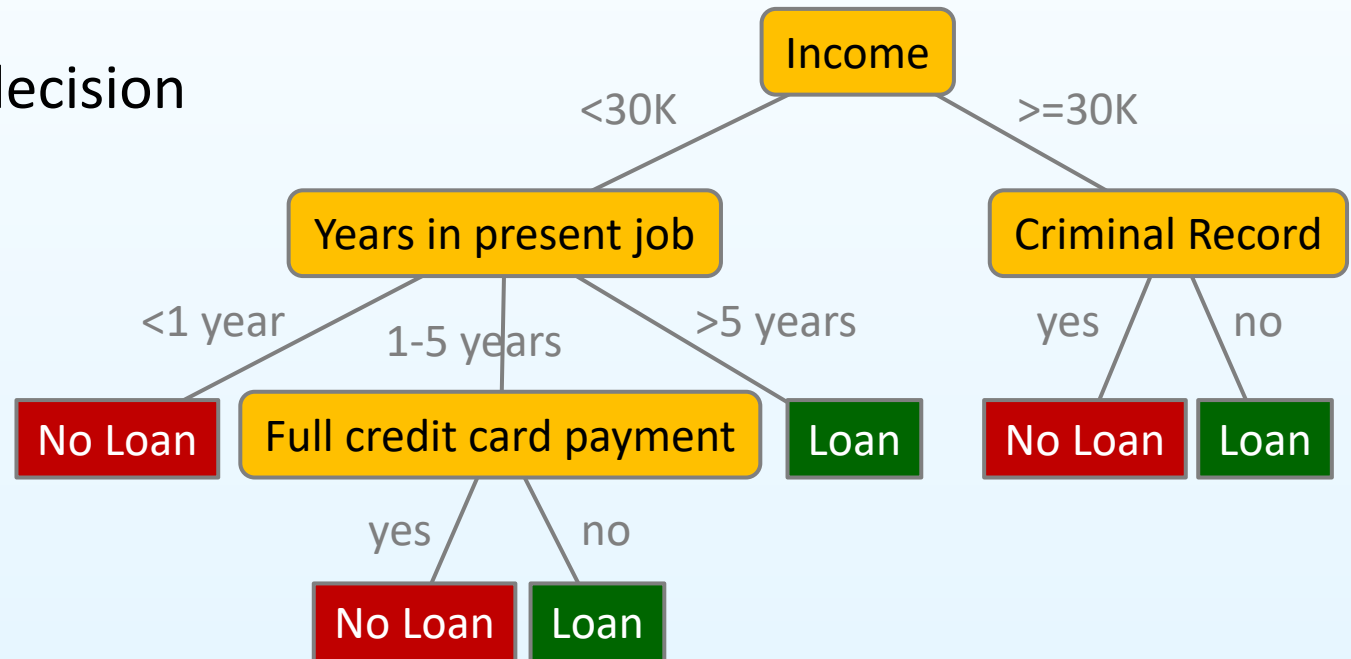 Income
decision
<30K >=30K
Years in present job Criminal Record
<1 year 1-5 years >5 years yes no
No Loan Full credit card payment Loan No Loan Loan
yes no
No Loan Loan